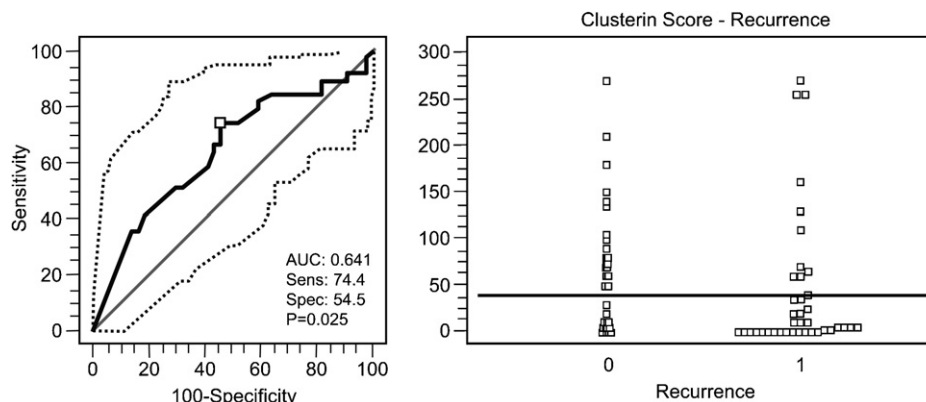 Clusterin Score - Recurrence
100
80
60
40
20
0
Sensitivity
AUC: 0.641
Sens: 74.4
Spec: 54.5
P=0.025
0 20 40 60 80 100
100-Specificity
300
250
200
150
100
50
0
0 1
Recurrence